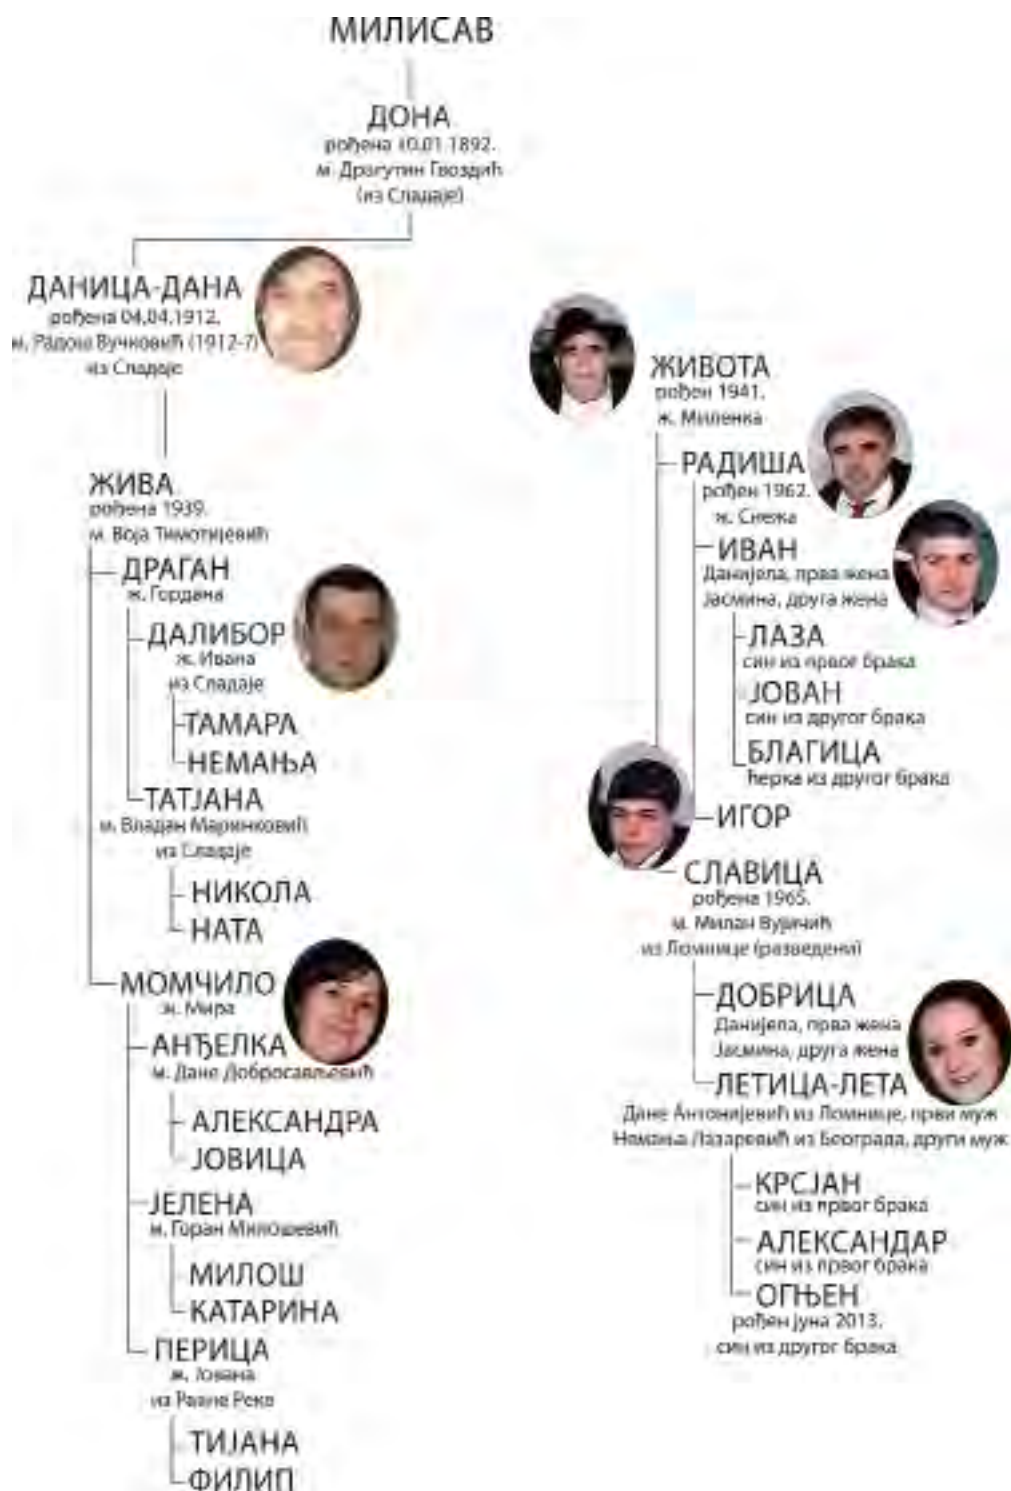 МИЛИСАВ
ДОНА
рођена 10.01.1892.
м. Драгутин Гвоздић
(из Сладаје)
ДАНИЦА-ДАНА
рођена 04.04.1912.
м. Радош Вучковић (1912-?)
из Сладаје
ЖИВА
рођена 1939.
м. Воја Тимотијевић
ДРАГАН
ж. Гордана
ДАЛИБОР
ж. Ивана
из Сладаје
ТАМАРА
НЕМАЊА
ТАТЈАНА
м. Владан Маринковић
из Сладаје
НИКОЛА
НАТА
МОМЧИЛО
ж. Мира
АНЂЕЛКА
м. Дане Добросављевић
АЛЕКСАНДРА
ЈОВИЦА
ЈЕЛЕНА
м. Горан Милошевић
МИЛОШ
КАТАРИНА
ПЕРИЦА
ж. Јована
из Равне Реке
ТИЈАНА
ФИЛИП
ЖИВОТА
рођен 1941.
ж. Миленка
РАДИША
рођен 1962.
ж. Снежа
ИВАН
Данијела, прва жена
Јасмина, друга жена
ЛАЗА
син из првог брака
ЈОВАН
син из другог брака
БЛАГИЦА
ћерка из другог брака
ИГОР
СЛАВИЦА
рођена 1965.
м. Милан Вујичић
из Ломнице (разведени)
ДОБРИЦА
Данијела, прва жена
Јасмина, друга жена
ЛЕТИЦА-ЛЕТА
Дане Антонијевић из Ломнице, први муж
Немања Лазаревић из Београда, други муж
КРСЈАН
син из првог брака
АЛЕКСАНДАР
син из првог брака
ОГЊЕН
рођен јуна 2013.
син из другог брака